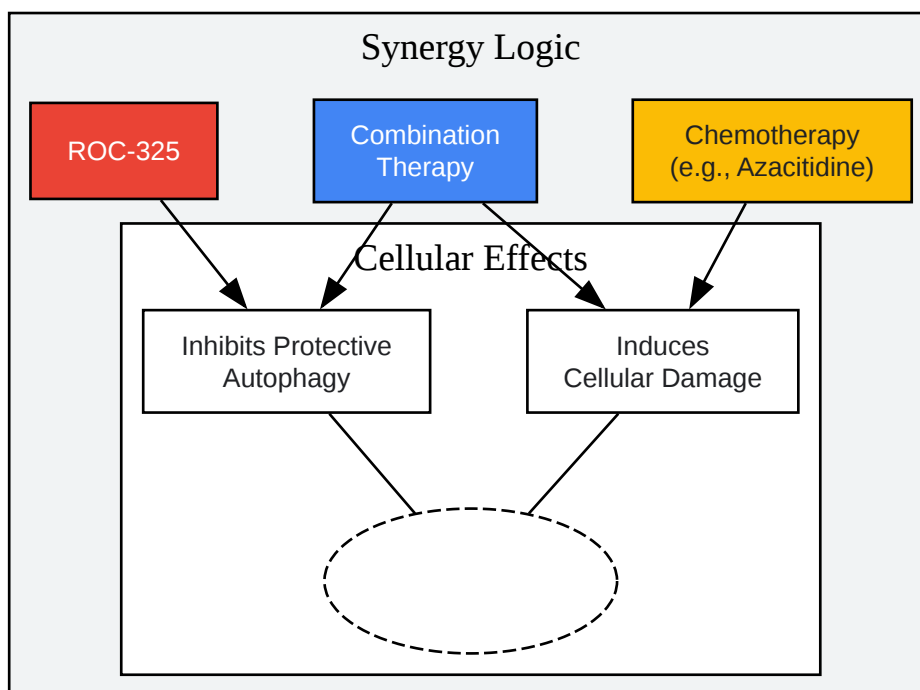 Synergy Logic
ROC-325
Combination
Therapy
Chemotherapy
(e.g., Azacitidine)
Cellular Effects
Inhibits Protective
Autophagy
Induces
Cellular Damage